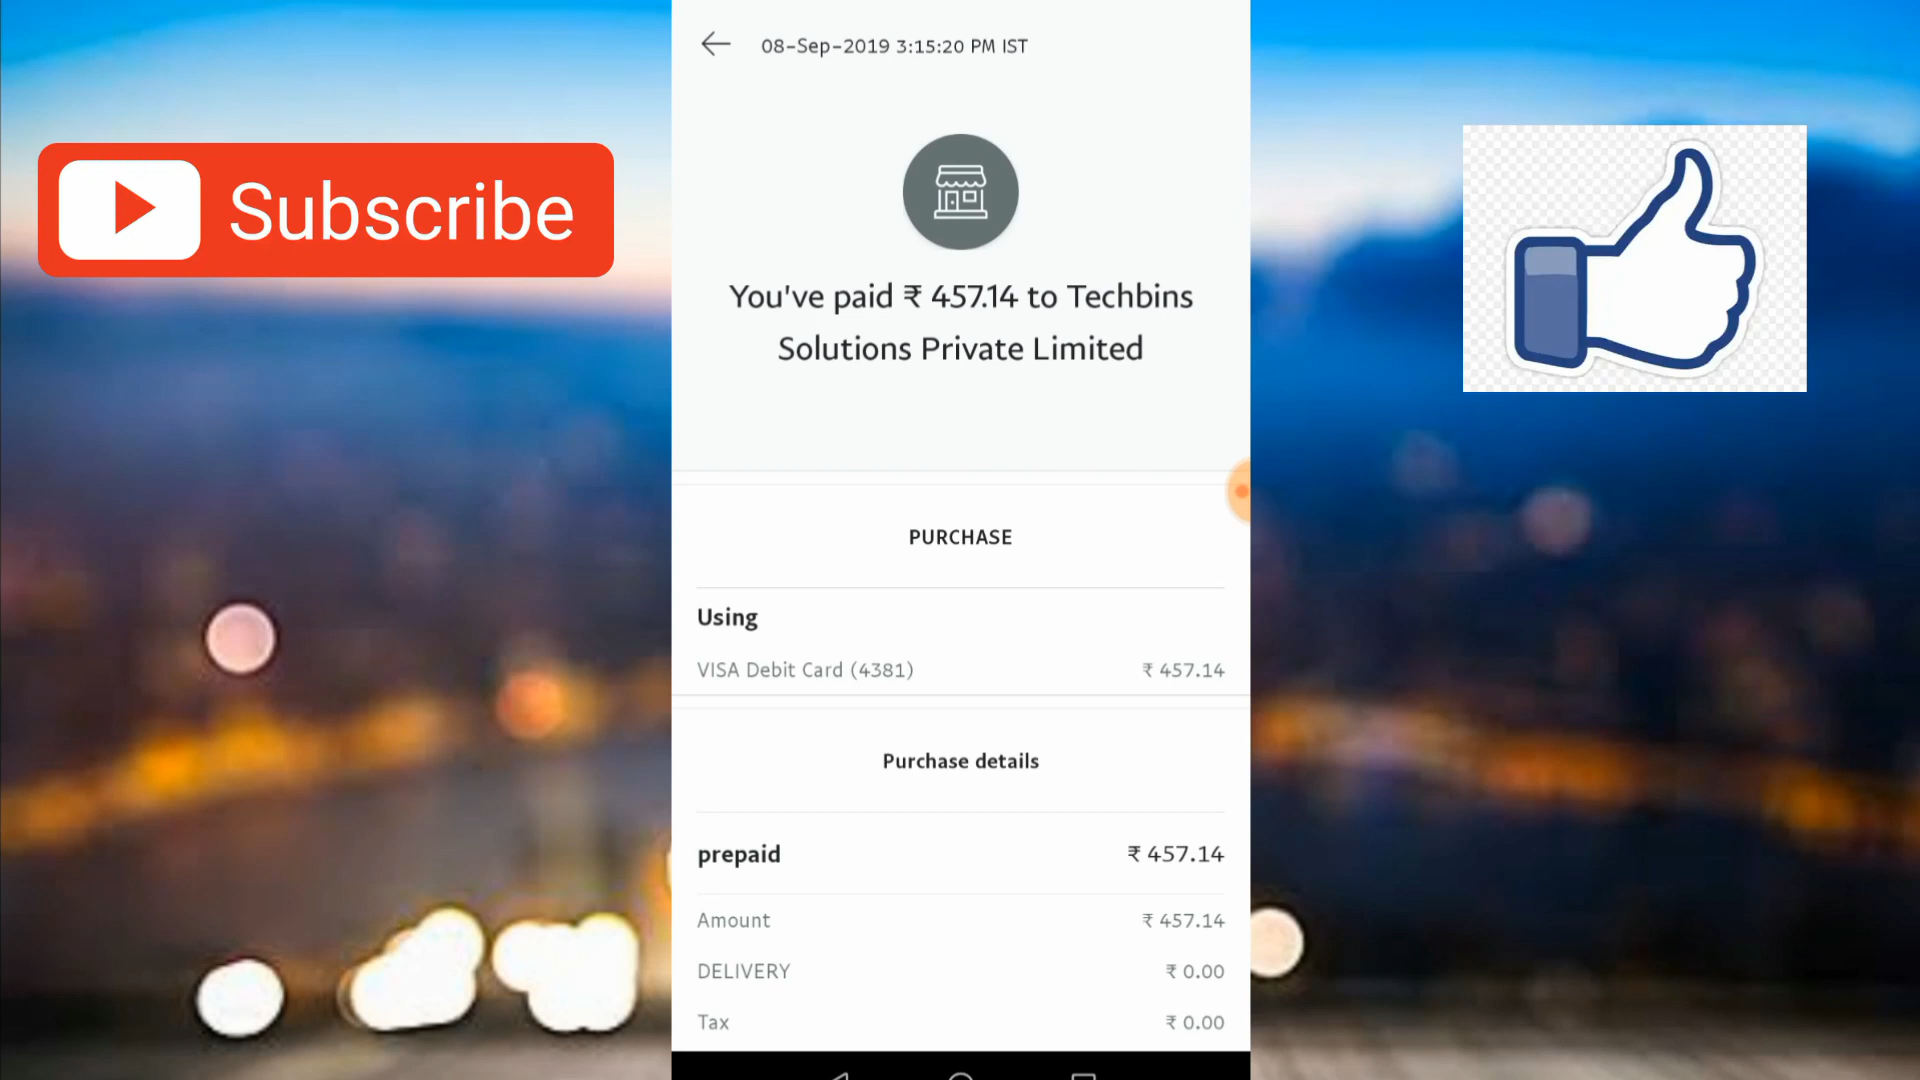 08-Sep-2019 3:15:20 PM IST
Subscribe
You've paid ₹ 457.14 to Techbins
Solutions Private Limited
PURCHASE
Using
VISA Debit Card (4381) ₹ 457.14
Purchase details
prepaid ₹ 457.14
Amount ₹ 457.14
DELIVERY ₹ 0.00
Tax ₹ 0.00